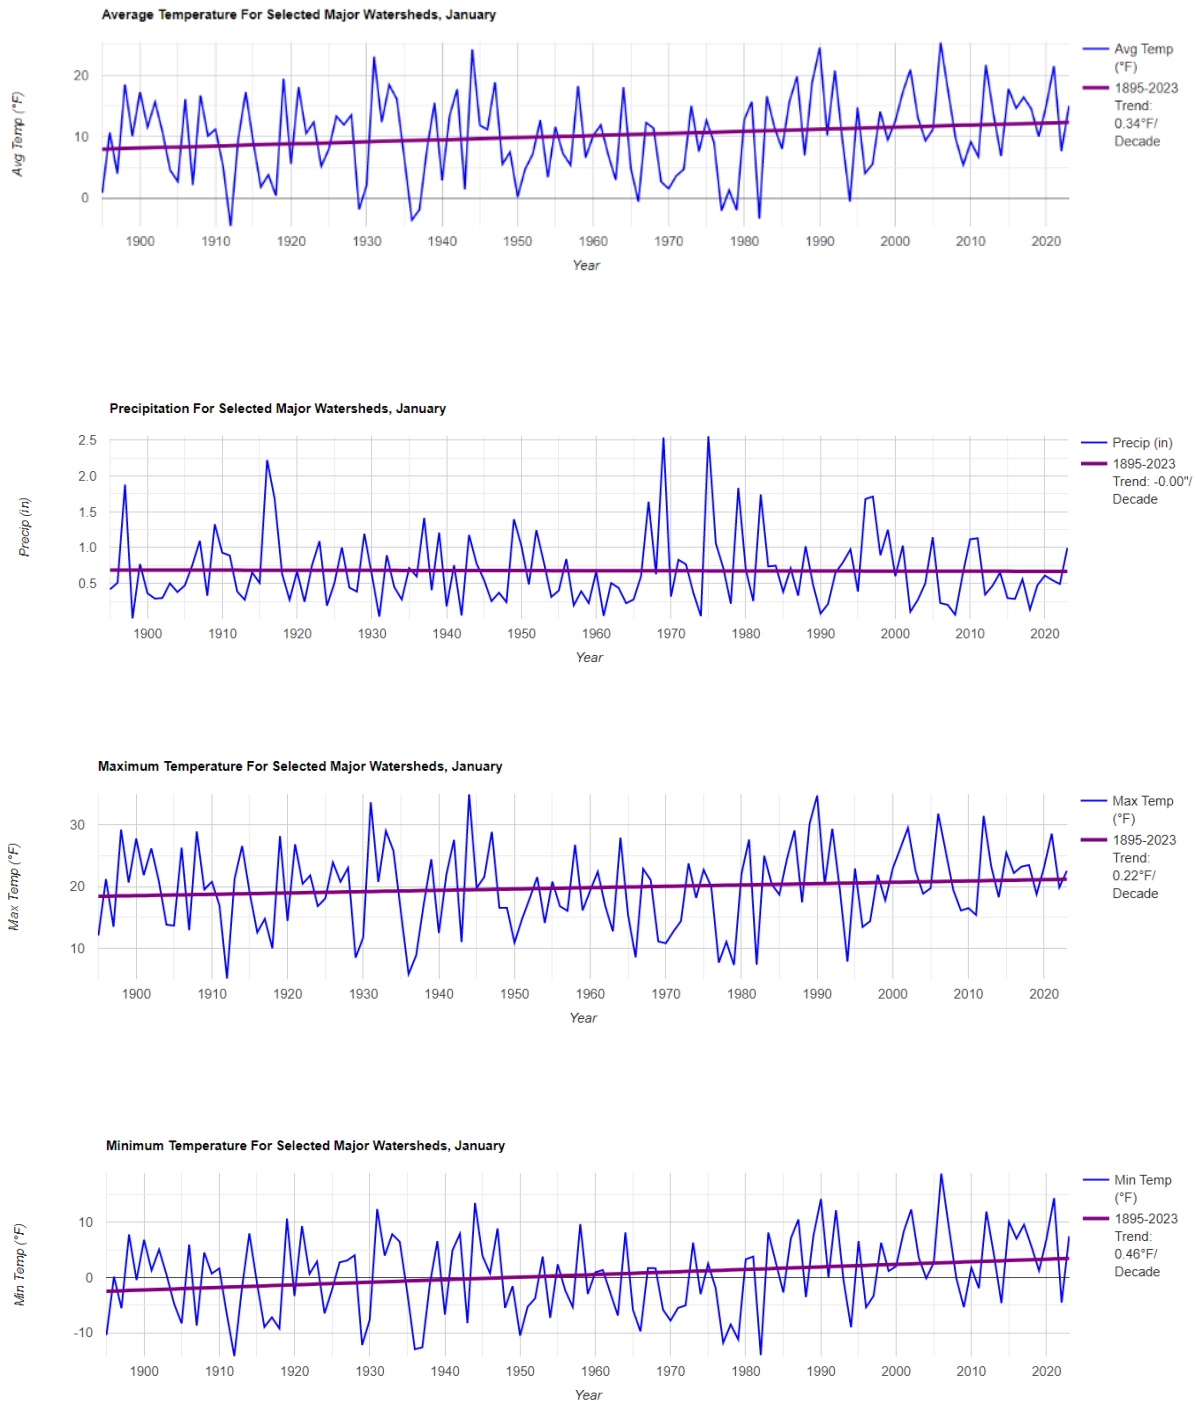 Average Temperature For Selected Major Watersheds, January
Avg Temp (°F)
20
10
0
1900 1910 1920 1930 1940 1950 1960 1970 1980 1990 2000 2010 2020
Year
Avg Temp
(°F)
1895-2023
Trend:
0.34°F/
Decade
Precipitation For Selected Major Watersheds, January
Precip (in)
2.5
2.0
1.5
1.0
0.5
1900 1910 1920 1930 1940 1950 1960 1970 1980 1990 2000 2010 2020
Year
Precip (in)
1895-2023
Trend: -0.00"/
Decade
Maximum Temperature For Selected Major Watersheds, January
Max Temp (°F)
30
20
10
1900 1910 1920 1930 1940 1950 1960 1970 1980 1990 2000 2010 2020
Year
Max Temp
(°F)
1895-2023
Trend:
0.22°F/
Decade
Minimum Temperature For Selected Major Watersheds, January
Min Temp (°F)
10
0
-10
1900 1910 1920 1930 1940 1950 1960 1970 1980 1990 2000 2010 2020
Year
Min Temp
(°F)
1895-2023
Trend:
0.46°F/
Decade